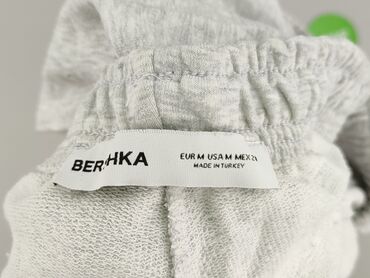 BERSHKA
EUR M USA M MEX 28
MADE IN TURKEY